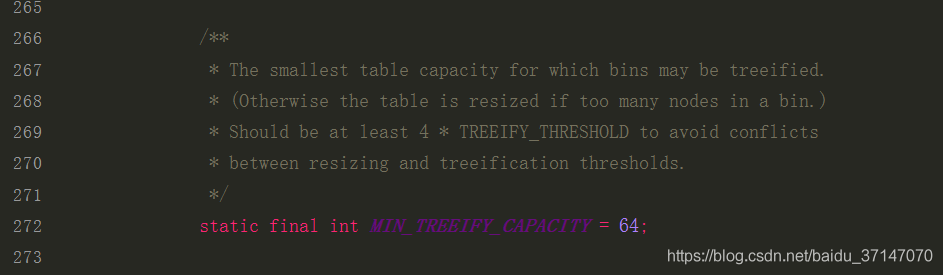 265
266 /**
267 * The smallest table capacity for which bins may be treeified.
268 * (Otherwise the table is resized if too many nodes in a bin.)
269 * Should be at least 4 * TREEIFY_THRESHOLD to avoid conflicts
270 * between resizing and treeification thresholds.
271 */
272 static final int MIN_TREEIFY_CAPACITY = 64;
273
https://blog.csdn.net/baidu_37147070